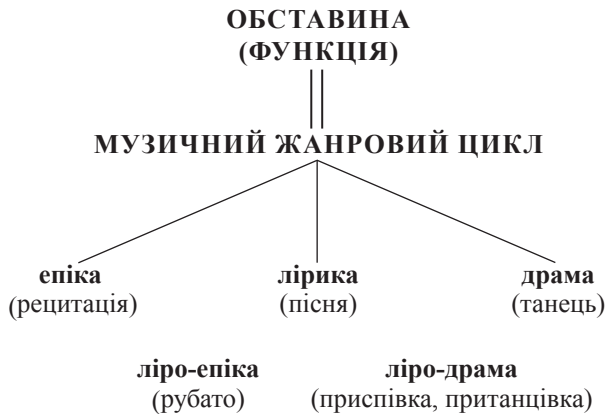 ОБСТАВИНА
(ФУНКЦІЯ)
МУЗИЧНИЙ ЖАНРОВИЙ ЦИКЛ
епіка лірика драма
(рецитація) (пісня) (танець)
ліро-епіка ліро-драма
(рубато) (приспівка, пританцівка)